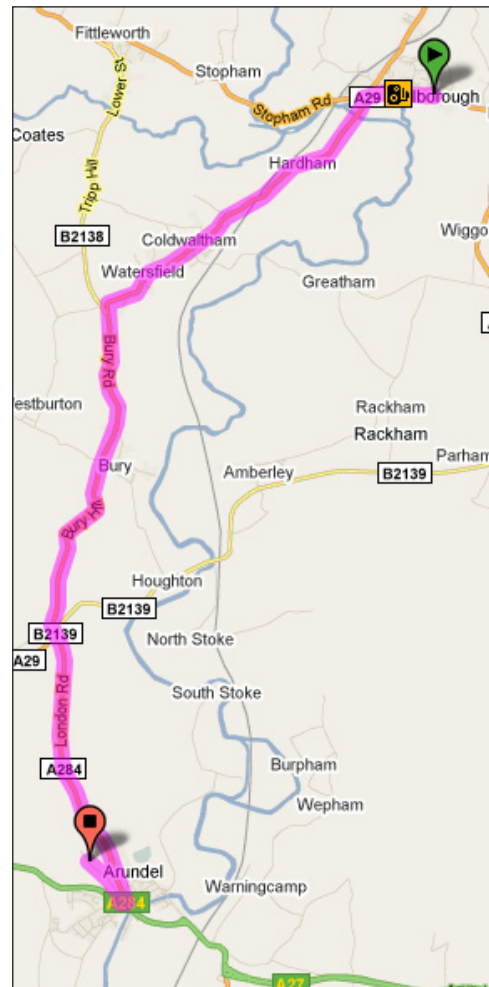 Fittleworth
Lower St
Stopham
A29
lborough
Stopham Rd
Coates
Hardham
Tripp Hill
B2138
Coldwaltham
Wiggo
Watersfield
Greatham
Bury Rd
estburton
Rackham
Rackham
Bury
Amberley
B2139
Parham
Bury Hill
Houghton
B2139
B2139
North Stoke
A29
London Rd
South Stoke
A284
Burpham
Wepham
Arundel
Warningcamp
A284
A27